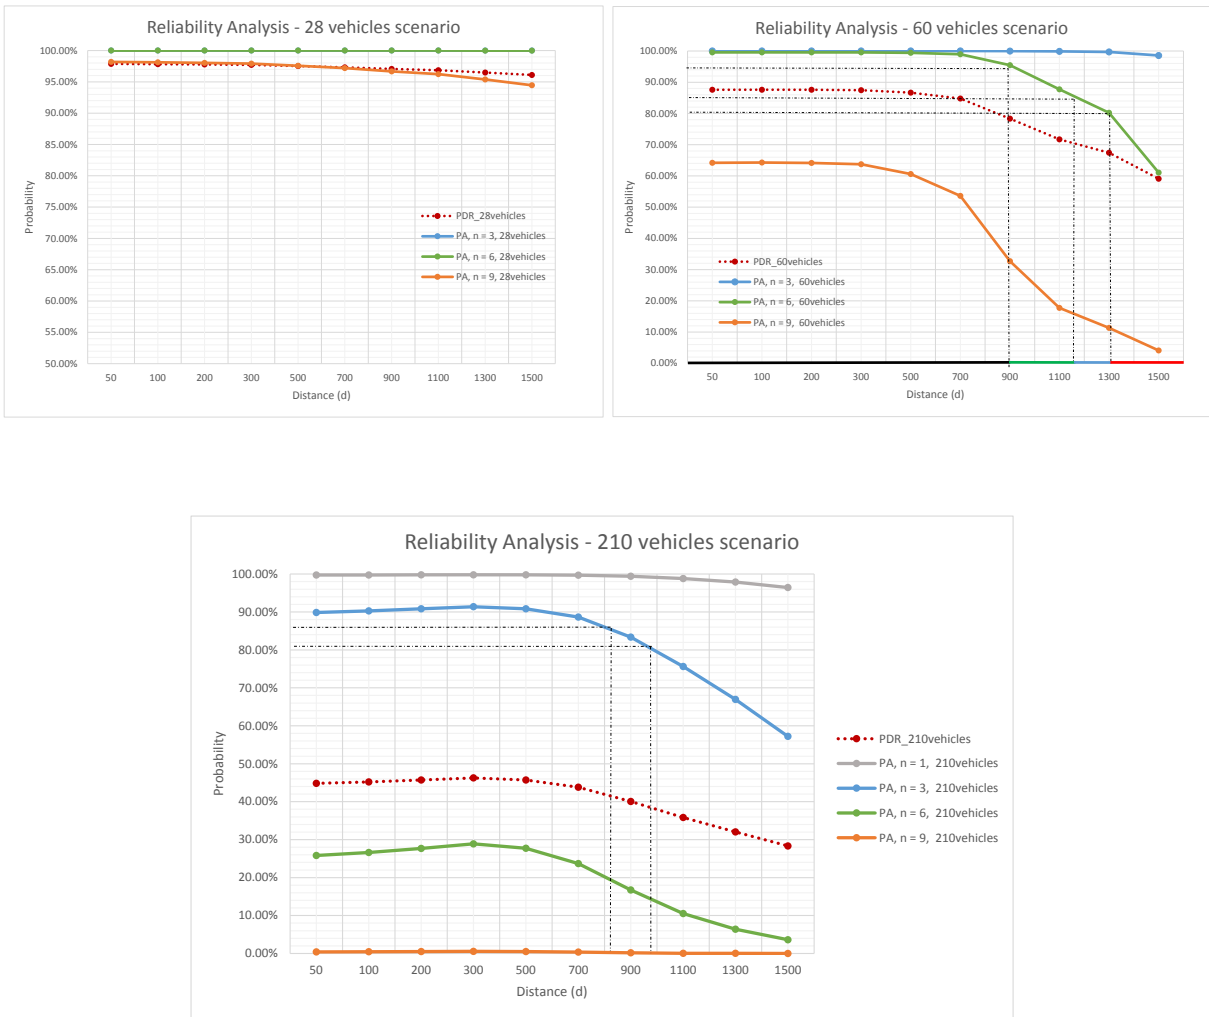 Reliability Analysis - 28 vehicles scenario
100.00%
95.00%
90.00%
85.00%
80.00%
75.00%
70.00%
65.00%
60.00%
55.00%
50.00%
Probability
50 100 200 300 500 700 900 1100 1300 1500
Distance (d)
PDR_28vehicles
PA, n = 3, 28vehicles
PA, n = 6, 28vehicles
PA, n = 9, 28vehicles
Reliability Analysis - 60 vehicles scenario
100.00%
90.00%
80.00%
70.00%
60.00%
50.00%
40.00%
30.00%
20.00%
10.00%
0.00%
Probability
50 100 200 300 500 700 900 1100 1300 1500
Distance (d)
PDR_60vehicles
PA, n = 3, 60vehicles
PA, n = 6, 60vehicles
PA, n = 9, 60vehicles
Reliability Analysis - 210 vehicles scenario
100.00%
90.00%
80.00%
70.00%
60.00%
50.00%
40.00%
30.00%
20.00%
10.00%
0.00%
Probability
50 100 200 300 500 700 900 1100 1300 1500
Distance (d)
PDR_210vehicles
PA, n = 1, 210vehicles
PA, n = 3, 210vehicles
PA, n = 6, 210vehicles
PA, n = 9, 210vehicles